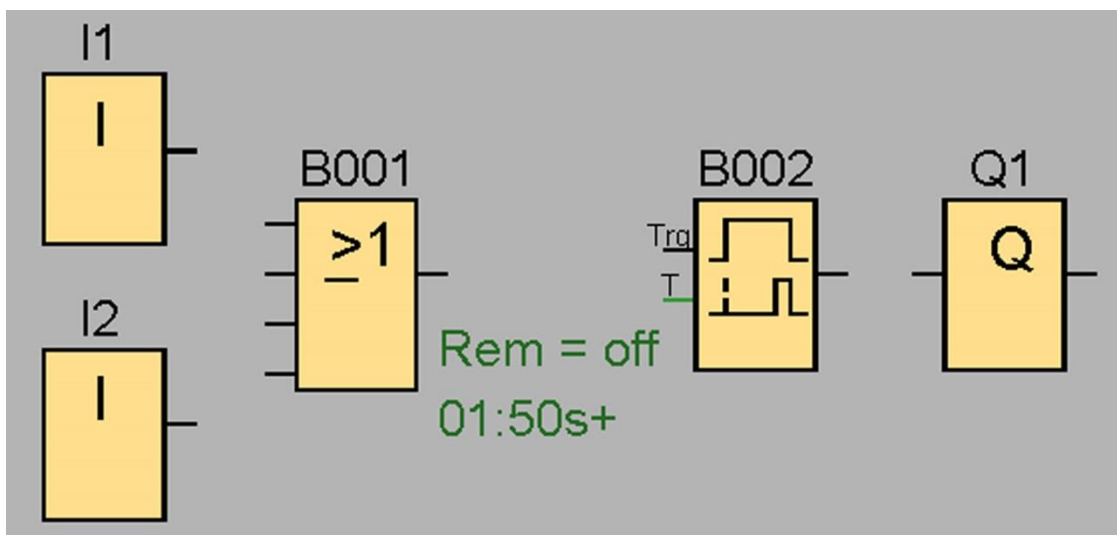 I1
I
B001
≥1
I2
I
Rem = off
01:50s+
B002
Trg
T
Q1
Q